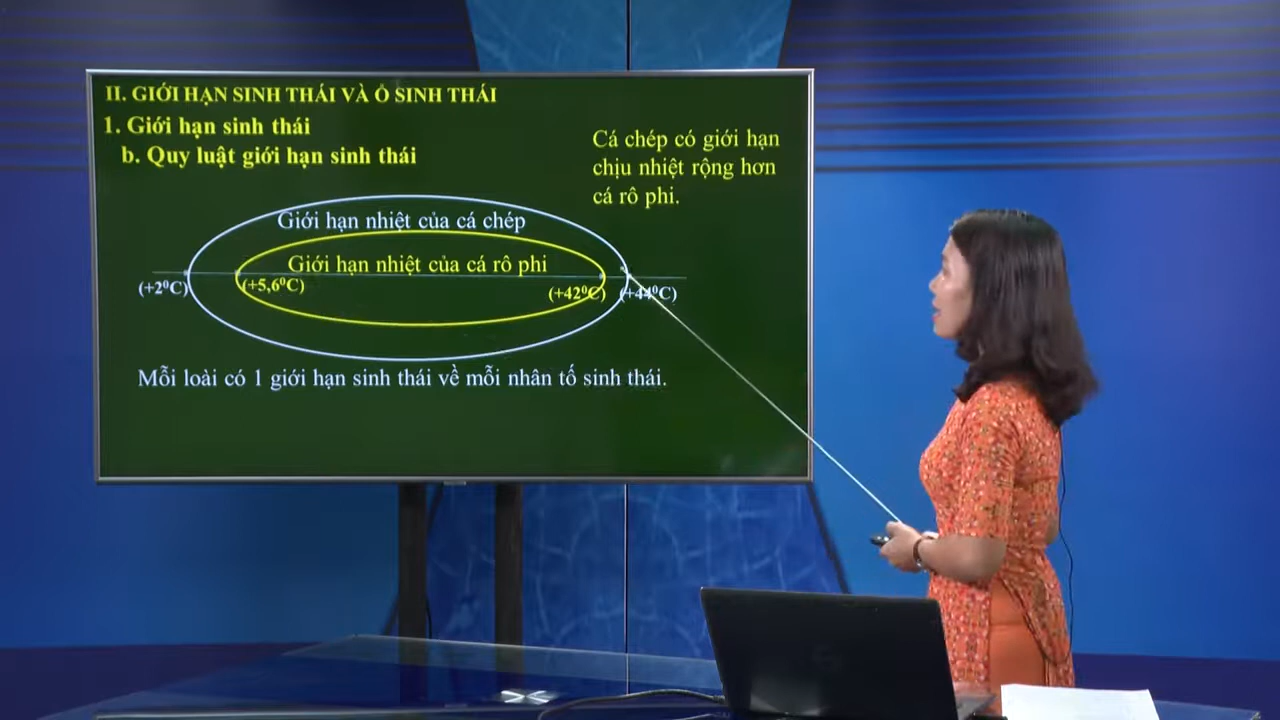 II. GIỚI HẠN SINH THÁI VÀ Ổ SINH THÁI
1. Giới hạn sinh thái
b. Quy luật giới hạn sinh thái
Cá chép có giới hạn
chịu nhiệt rộng hơn
cá rô phi.
Giới hạn nhiệt của cá chép
Giới hạn nhiệt của cá rô phi
(+2⁰C) (+5,6⁰C) (+42⁰C) (+44⁰C)
Mỗi loài có 1 giới hạn sinh thái về mỗi nhân tố sinh thái.